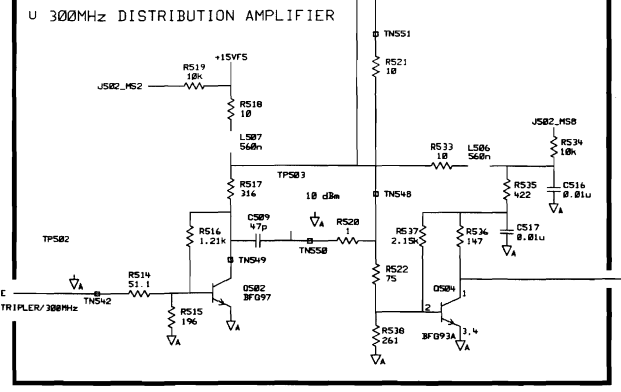 U 300MHz DISTRIBUTION AMPLIFIER
TN551
+15VF5
R519
10k
R521
10
J502_MS2
R518
10
J502_MS8
L507
560n
R533
10
L506
560n
R534
10k
TP503
R517
316
10 dBm
TN548
R535
422
C516
0.01u
A
C509
47p
A
R520
1
R516
1.21k
R537
2.15k
R536
147
C517
0.01u
A
TP502
TN549
TN550
A
R514
51.1
Q502
BFQ97
R522
75
Q504
E
TN542
1
TRIPLER/300MHz
R515
196
2
A
A
R538
261
BFG93A
3,4
A
A